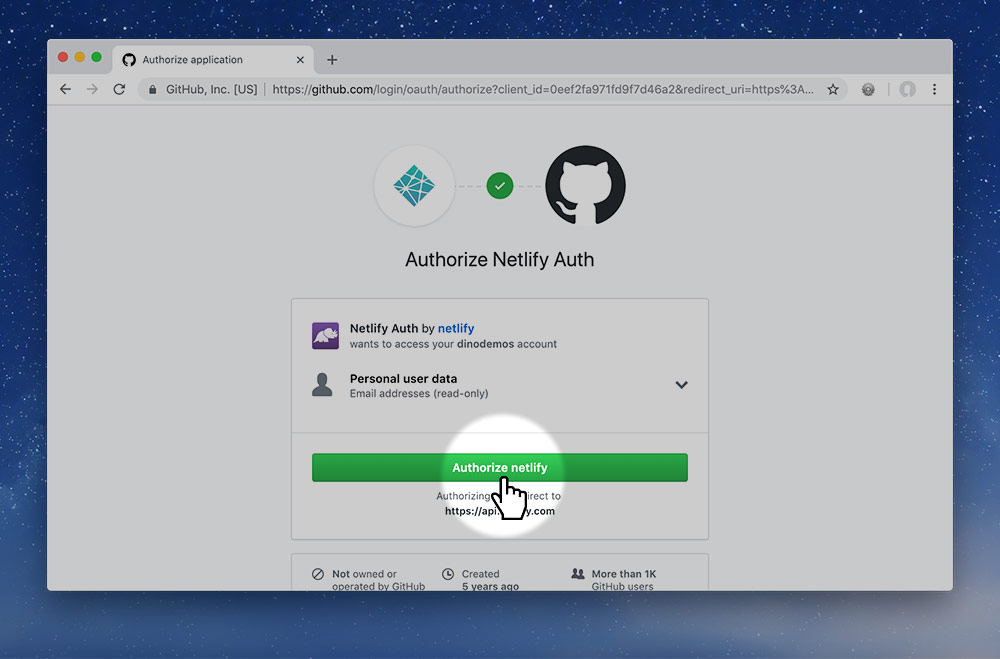 Authorize application
GitHub, Inc. [US] https://github.com/login/oauth/authorize?client_id=0eef2fa971fd9f7d46a2&redirect_uri=https%3A...
Authorize Netlify Auth
Netlify Auth by netlify
wants to access your dinodemos account
Personal user data
Email addresses (read-only)
Authorize netlify
Authorizing to
https://api. .com
Not owned or
operated by GitHub
Created
5 years ago
More than 1K
GitHub users